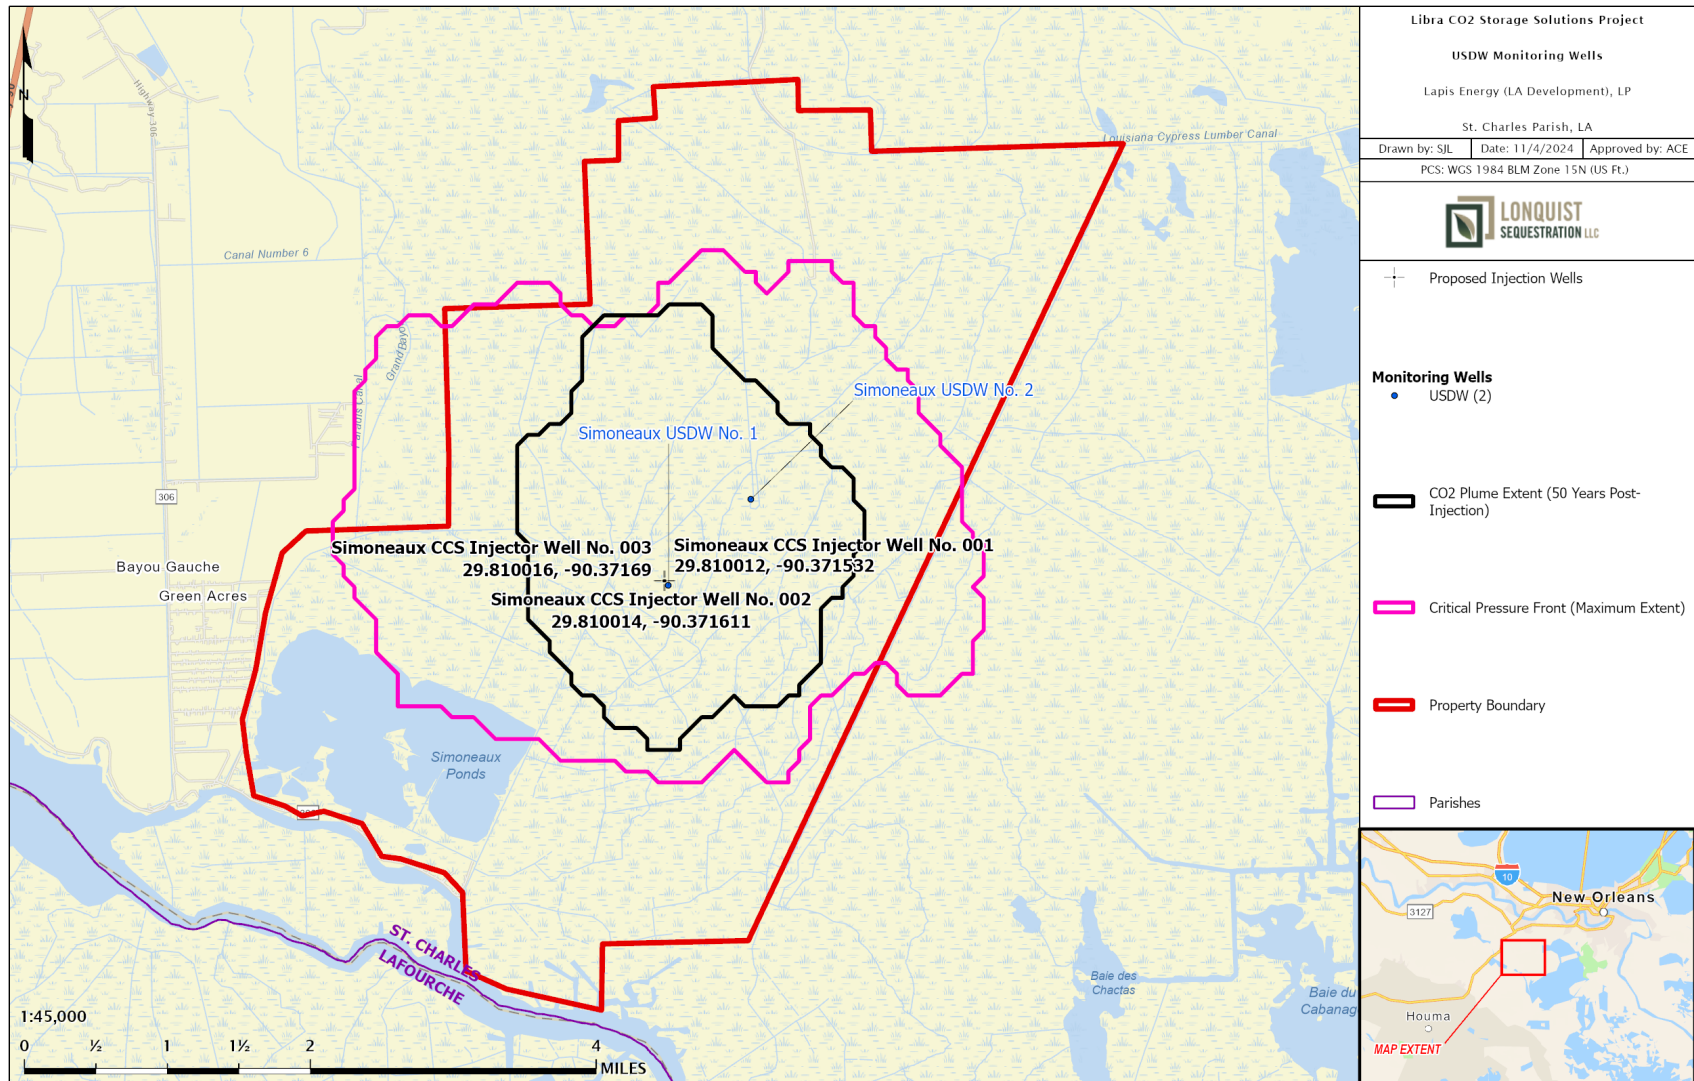 Libra CO2 Storage Solutions Project
USDW Monitoring Wells
Lapis Energy (LA Development), LP
St. Charles Parish, LA
Drawn by: SJL
Date: 11/4/2024
Approved by: ACE
PCS: WGS 1984 BLM Zone 15N (US Ft.)
LONQUIST
SEQUESTRATION LLC
Proposed Injection Wells
Monitoring Wells
USDW (2)
CO2 Plume Extent (50 Years Post-
Injection)
Critical Pressure Front (Maximum Extent)
Property Boundary
Parishes
N
Highway 306
Louisiana Cypress Lumber Canal
Canal Number 6
Grand Bayou
Paradis Canal
Simoneaux USDW No. 2
Simoneaux USDW No. 1
306
Simoneaux CCS Injector Well No. 003
29.810016, -90.37169
Simoneaux CCS Injector Well No. 001
29.810012, -90.371532
Simoneaux CCS Injector Well No. 002
29.810014, -90.371611
Bayou Gauche
Green Acres
Simoneaux
Ponds
ST. CHARLES
LAFOURCHE
Baie des
Chactas
Baie du
Cabanag
1:45,000
0 ½ 1 1½ 2 4
MILES
10
New Orleans
3127
Houma
MAP EXTENT